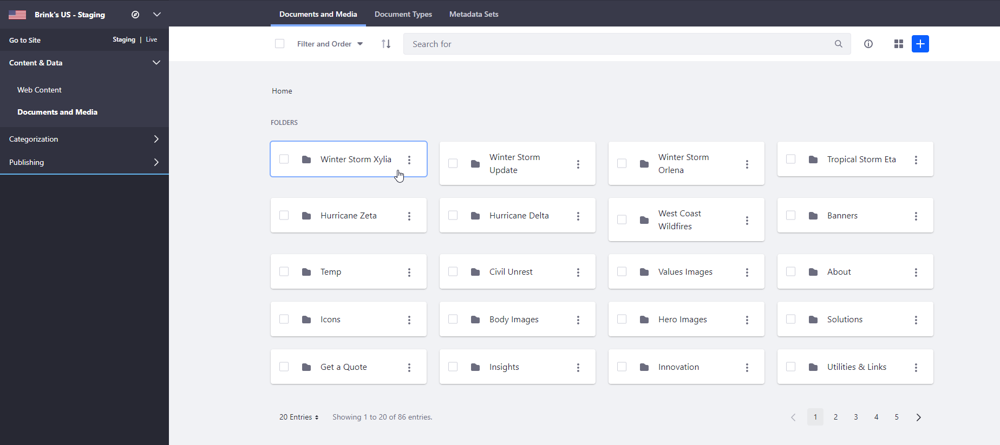 Brink's US - Staging
Go to Site
Staging | Live
Content & Data
Web Content
Documents and Media
Categorization
Publishing
Documents and Media
Document Types
Metadata Sets
Filter and Order
Search for
Home
FOLDERS
Winter Storm Xylia
Winter Storm
Update
Winter Storm
Orlena
Tropical Storm Eta
Hurricane Zeta
Hurricane Delta
West Coast
Wildfires
Banners
Temp
Civil Unrest
Values Images
About
Icons
Body Images
Hero Images
Solutions
Get a Quote
Insights
Innovation
Utilities & Links
20 Entries
Showing 1 to 20 of 86 entries.
1 2 3 4 5